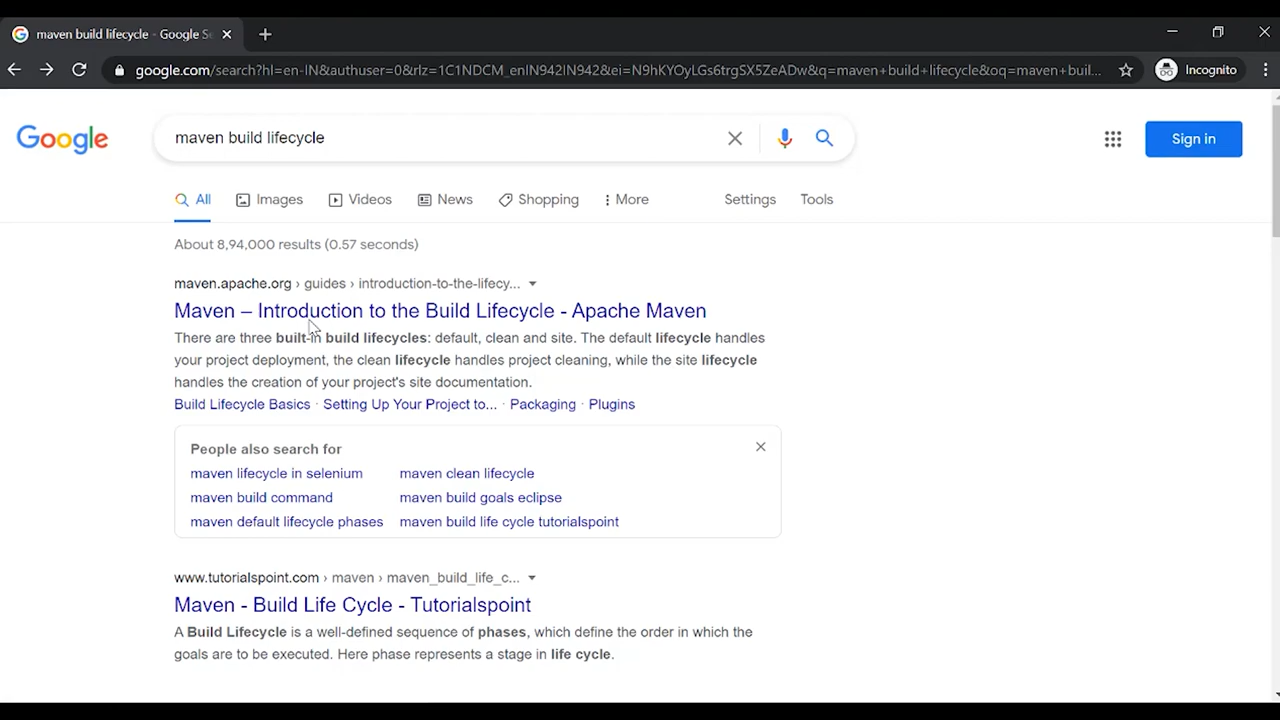 maven build lifecycle - Google Se
google.com/search?hl=en-IN&authuser=0&rlz=1C1NDCM_enIN942IN942&ei=N9hKYOyLGs6trgSX5ZeADw&q=maven+build+lifecycle&oq=maven+buil...
Incognito
Google
maven build lifecycle
Sign in
All
Images
Videos
News
Shopping
More
Settings
Tools
About 8,94,000 results (0.57 seconds)
maven.apache.org › guides › introduction-to-the-lifecy...
Maven – Introduction to the Build Lifecycle - Apache Maven
There are three built-in build lifecycles: default, clean and site. The default lifecycle handles
your project deployment, the clean lifecycle handles project cleaning, while the site lifecycle
handles the creation of your project's site documentation.
Build Lifecycle Basics · Setting Up Your Project to... · Packaging · Plugins
People also search for
maven lifecycle in selenium
maven clean lifecycle
maven build command
maven build goals eclipse
maven default lifecycle phases
maven build life cycle tutorialspoint
www.tutorialspoint.com › maven › maven_build_life_c...
Maven - Build Life Cycle - Tutorialspoint
A Build Lifecycle is a well-defined sequence of phases, which define the order in which the
goals are to be executed. Here phase represents a stage in life cycle.